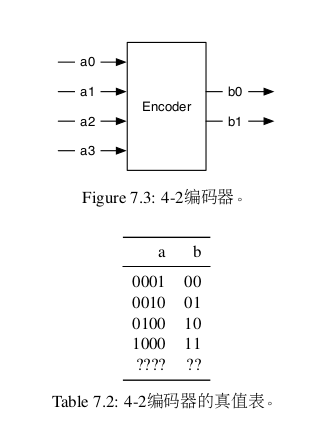 a0
a1 b0
Encoder
a2 b1
a3
Figure 7.3: 4-2编码器。
a b
0001 00
0010 01
0100 10
1000 11
???? ??
Table 7.2: 4-2编码器的真值表。